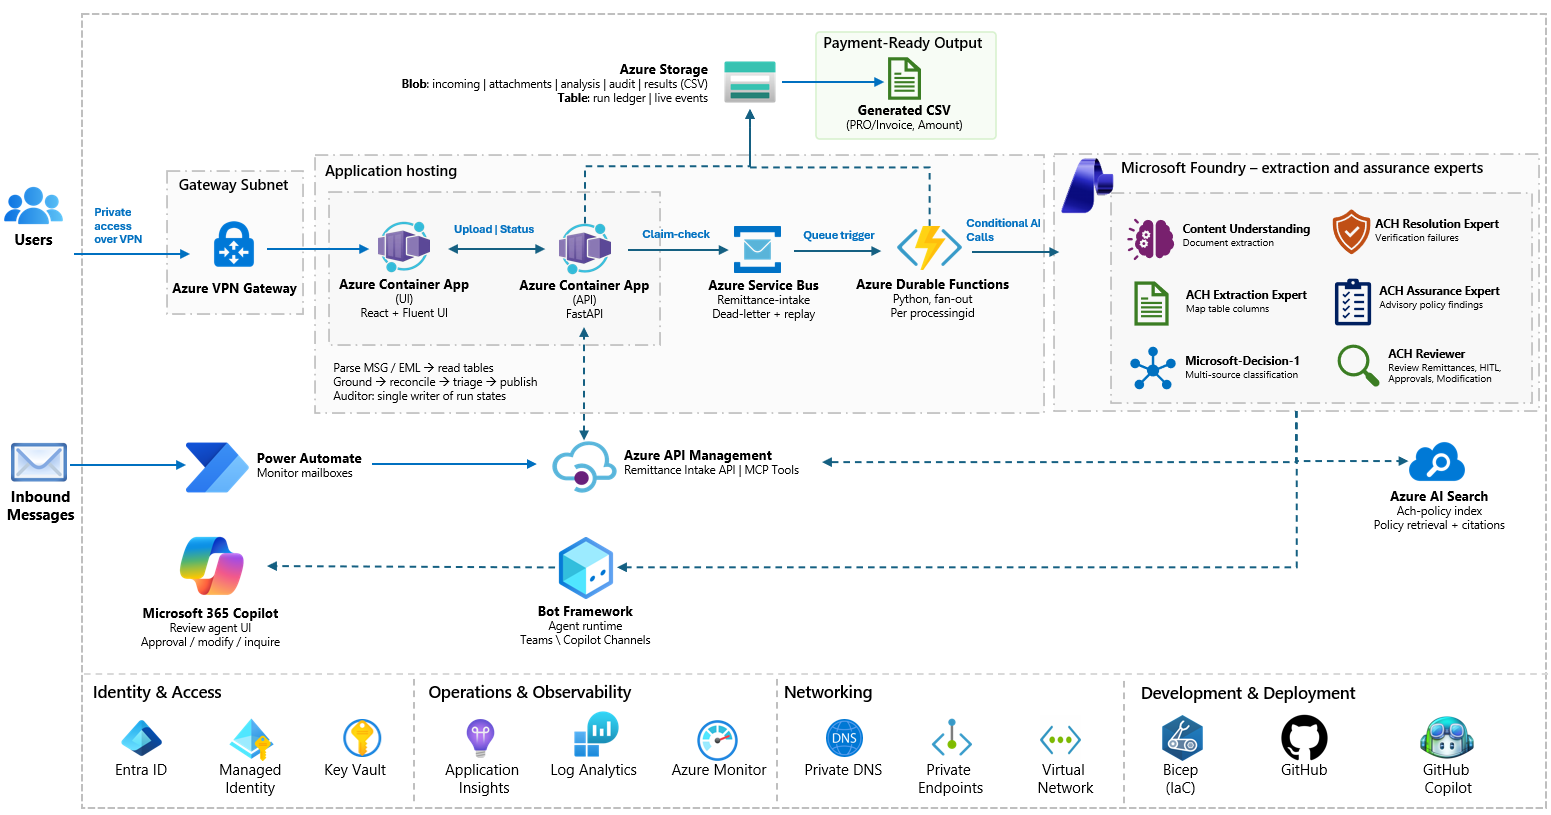 Payment-Ready Output
Azure Storage
Blob: incoming | attachments | analysis | audit | results (CSV)
Table: run ledger | live events
Generated CSV
(PRO/Invoice, Amount)
Users
Private
access
over VPN
Gateway Subnet
Azure VPN Gateway
Application hosting
Azure Container App
(UI)
React + Fluent UI
Upload | Status
Azure Container App
(API)
FastAPI
Claim-check
Azure Service Bus
Remittance-intake
Dead-letter + replay
Queue trigger
Azure Durable Functions
Python, fan-out
Per processingid
Conditional AI
Calls
Parse MSG / EML → read tables
Ground → reconcile → triage → publish
Auditor: single writer of run states
Microsoft Foundry – extraction and assurance experts
Content Understanding
Document extraction
ACH Resolution Expert
Verification failures
ACH Extraction Expert
Map table columns
ACH Assurance Expert
Advisory policy findings
Microsoft-Decision-1
Multi-source classification
ACH Reviewer
Review Remittances, HITL,
Approvals, Modification
Inbound
Messages
Power Automate
Monitor mailboxes
Azure API Management
Remittance Intake API | MCP Tools
Azure AI Search
Ach-policy index
Policy retrieval + citations
Microsoft 365 Copilot
Review agent UI
Approval / modify / inquire
Bot Framework
Agent runtime
Teams \ Copilot Channels
Identity & Access
Entra ID
Managed
Identity
Key Vault
Operations & Observability
Application
Insights
Log Analytics
Azure Monitor
Networking
DNS
Private DNS
Private
Endpoints
Virtual
Network
Development & Deployment
Bicep
(IaC)
GitHub
GitHub
Copilot